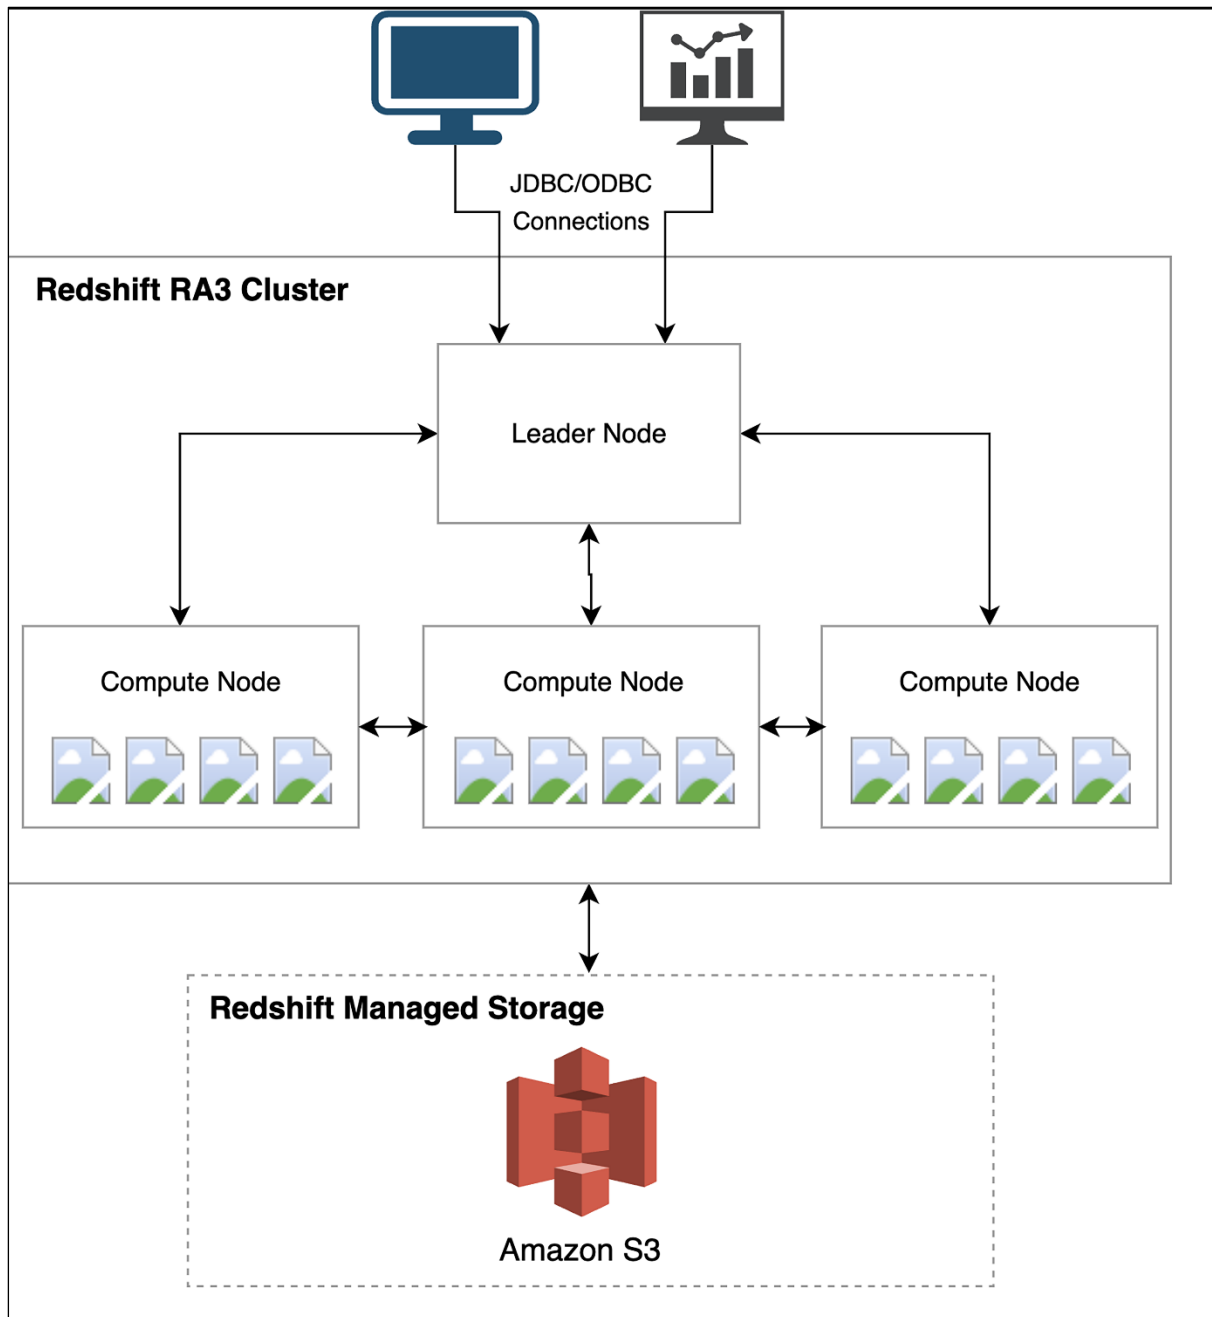 JDBC/ODBC
Connections
Redshift RA3 Cluster
Leader Node
Compute Node
Compute Node
Compute Node
Redshift Managed Storage
Amazon S3